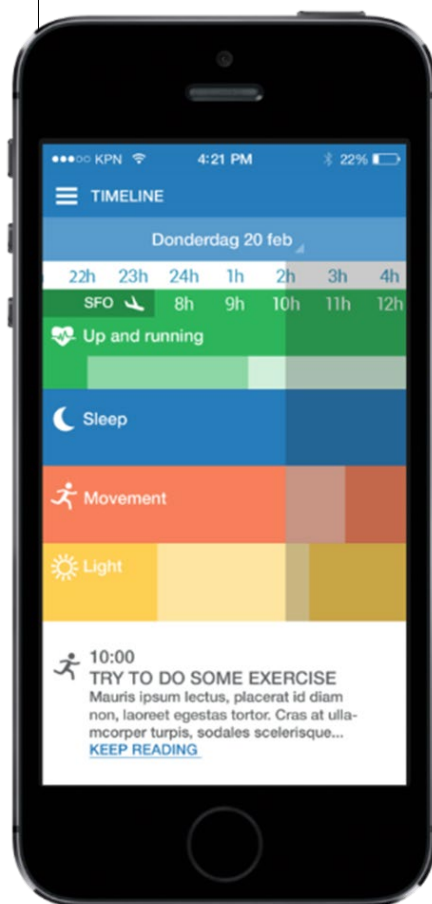 KPN 4:21 PM 22%
TIMELINE
Donderdag 20 feb
22h 23h 24h 1h 2h 3h 4h
SFO 8h 9h 10h 11h 12h
Up and running
Sleep
Movement
Light
10:00
TRY TO DO SOME EXERCISE
Mauris ipsum lectus, placerat id diam
non, laoreet egestas tortor. Cras at ulla-
mcorper turpis, sodales scelerisque...
KEEP READING